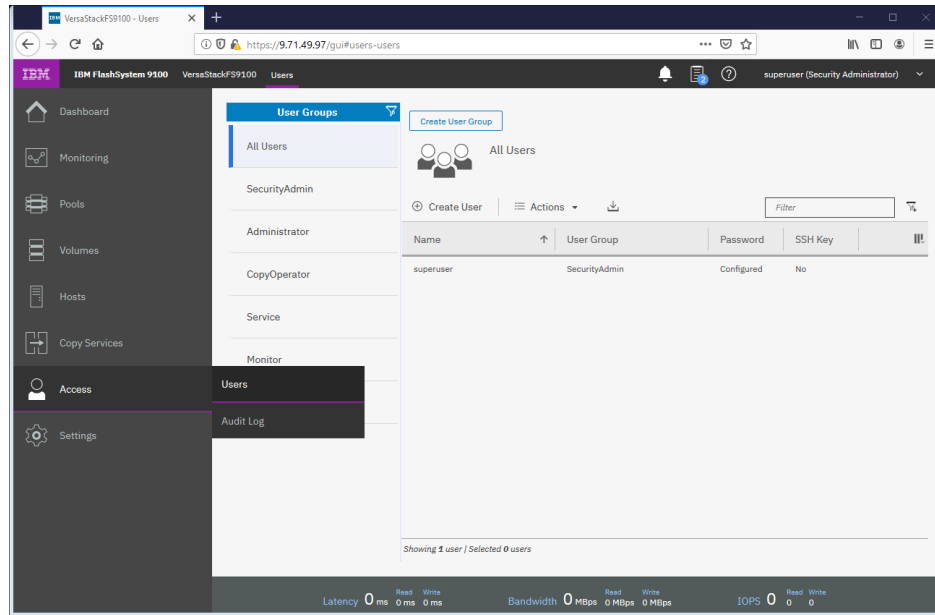 VersaStackFS9100 - Users
https://9.71.49.97/gui#users-users
IBM IBM FlashSystem 9100 VersaStackFS9100 Users 2 superuser (Security Administrator)
Dashboard
Monitoring
Pools
Volumes
Hosts
Copy Services
Access
Settings
Users
Audit Log
User Groups
All Users
SecurityAdmin
Administrator
CopyOperator
Service
Monitor
Create User Group
All Users
Create User Actions Filter
Name User Group Password SSH Key
superuser SecurityAdmin Configured No
Showing 1 user | Selected 0 users
Latency 0 ms Read 0 ms Write 0 ms Bandwidth 0 MBps Read 0 MBps Write 0 MBps IOPS 0 Read 0 Write 0